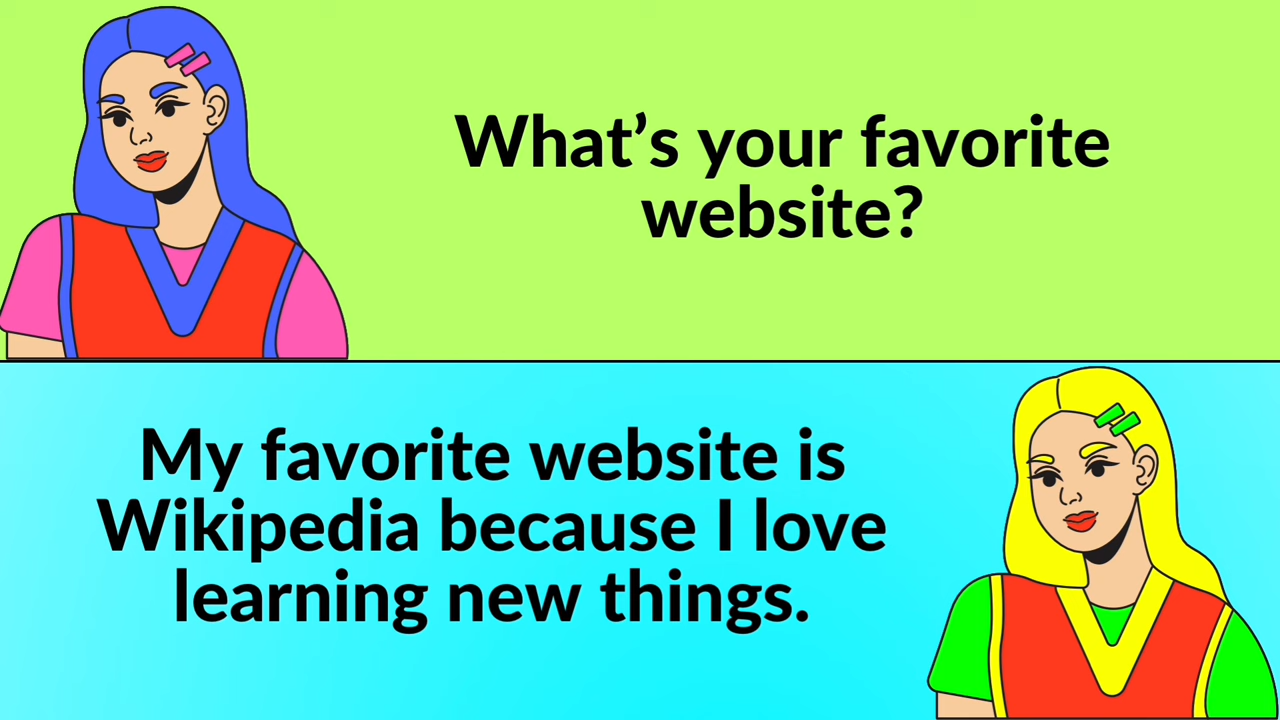 What’s your favorite
website?
My favorite website is
Wikipedia because I love
learning new things.